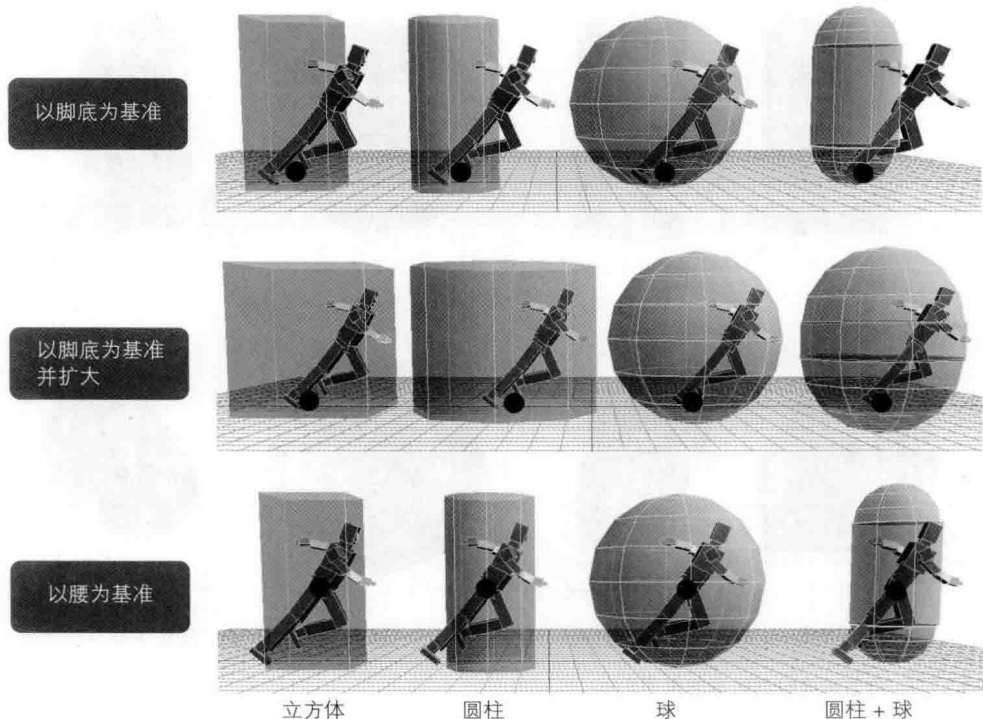 以脚底为基准
以脚底为基准
并扩大
以腰为基准
立方体
圆柱
球
圆柱 + 球